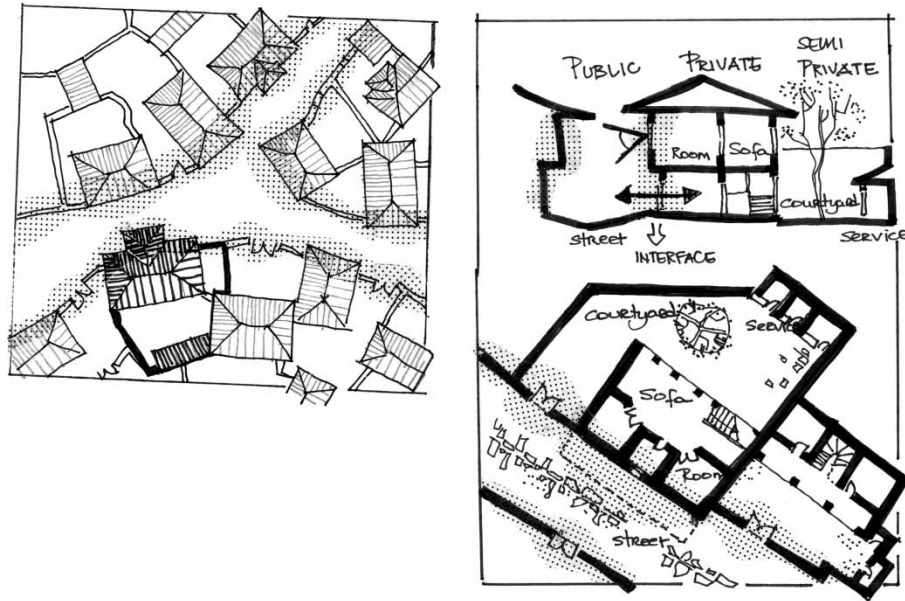 PUBLIC
PRIVATE
SEMI
PRIVATE
Room
Sofa
Courtyard
Street
SERVICE
INTERFACE
Courtyard
Service
Sofa
Room
Street